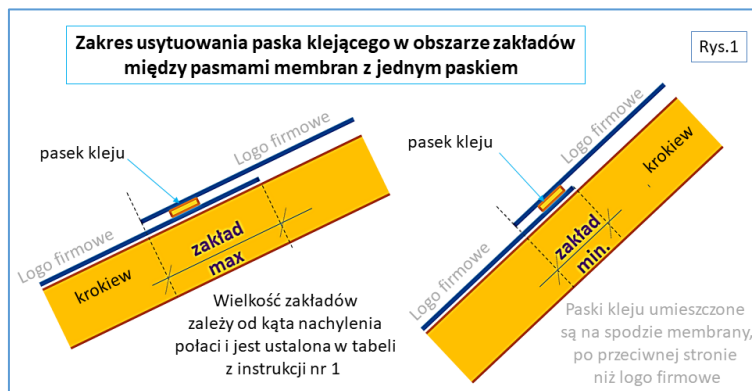 Zakres usytuowania paska klejącego w obszarze zakładów
między pasmami membran z jednym paskiem
Rys.1
pasek kleju
Logo firmowe
Logo firmowe
krokiew
zakład
max
Wielkość zakładów
zależy od kąta nachylenia
połaci i jest ustalona w tabeli
z instrukcji nr 1
Logo firmowe
krokiew
Logo firmowe
zakład
min.
Paski kleju umieszczone
są na spodzie membrany,
po przeciwnej stronie
niż logo firmowe